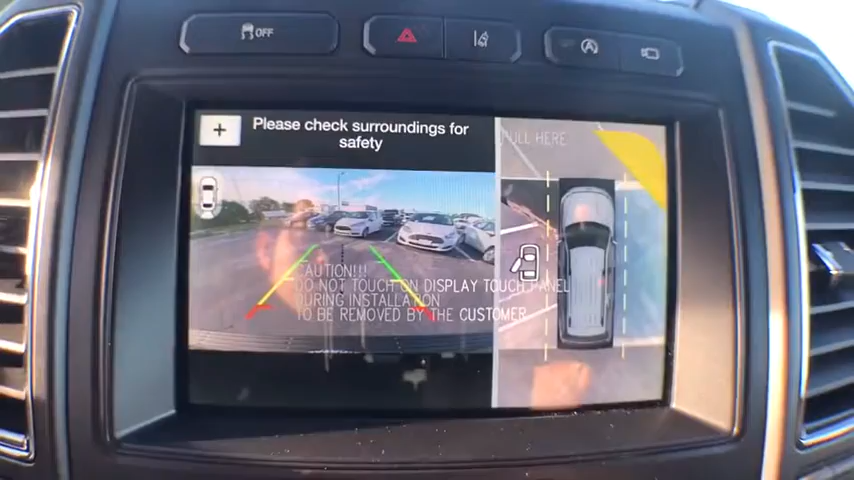 OFF
+
Please check surroundings for
safety
PULL HERE
CAUTION!!!
DO NOT TOUCH ON DISPLAY TOUCH PANEL
DURING INSTALLATION
TO BE REMOVED BY THE CUSTOMER